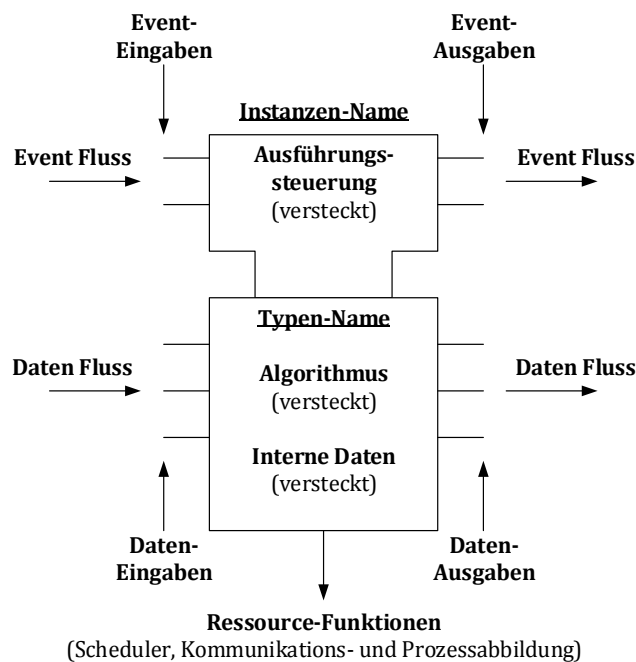 Event-
Eingaben
Event-
Ausgaben
Instanzen-Name
Event Fluss
Ausführungs-
steuerung
(versteckt)
Event Fluss
Typen-Name
Daten Fluss
Algorithmus
(versteckt)
Daten Fluss
Interne Daten
(versteckt)
Daten-
Eingaben
Daten-
Ausgaben
Ressource-Funktionen
(Scheduler, Kommunikations- und Prozessabbildung)